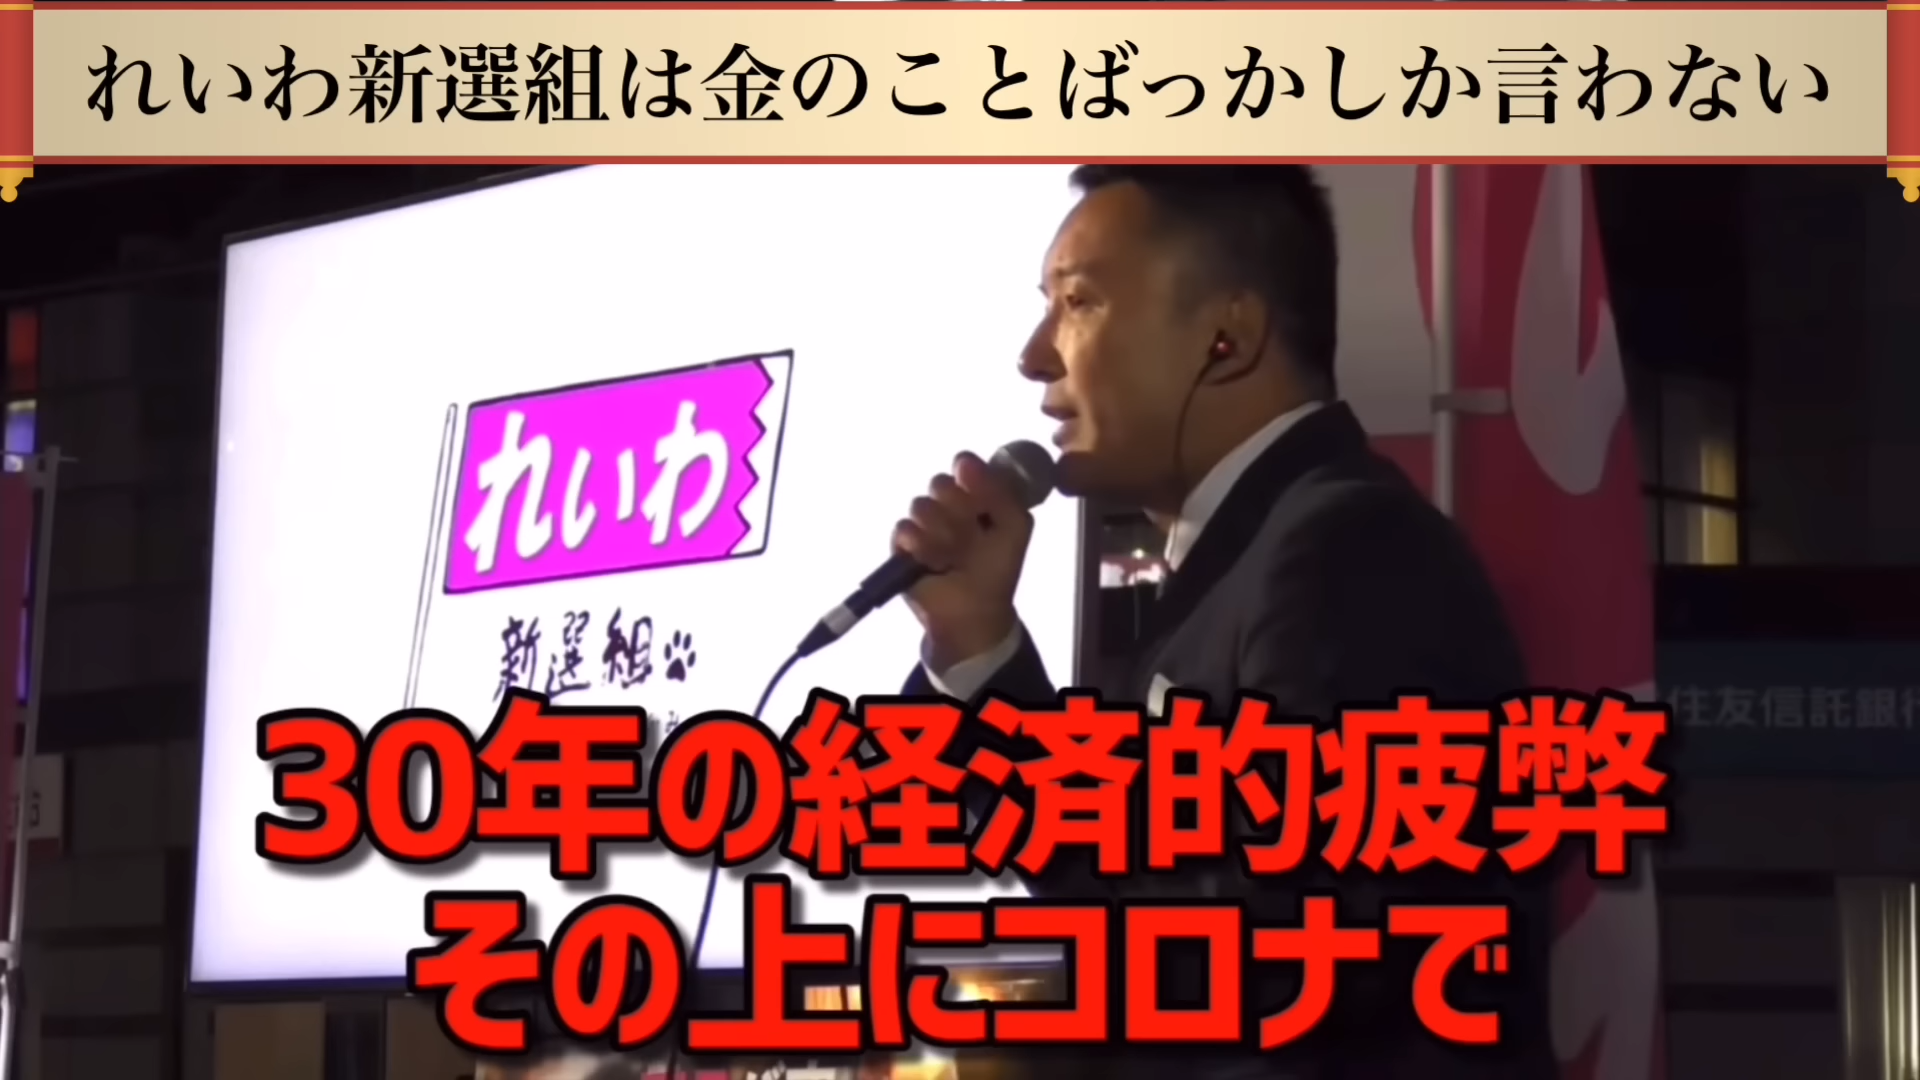 れいわ新選組は金のことばっかしか言わない
れいわ
新選組
住友信託銀行
30年の経済的疲弊
その上にコロナで